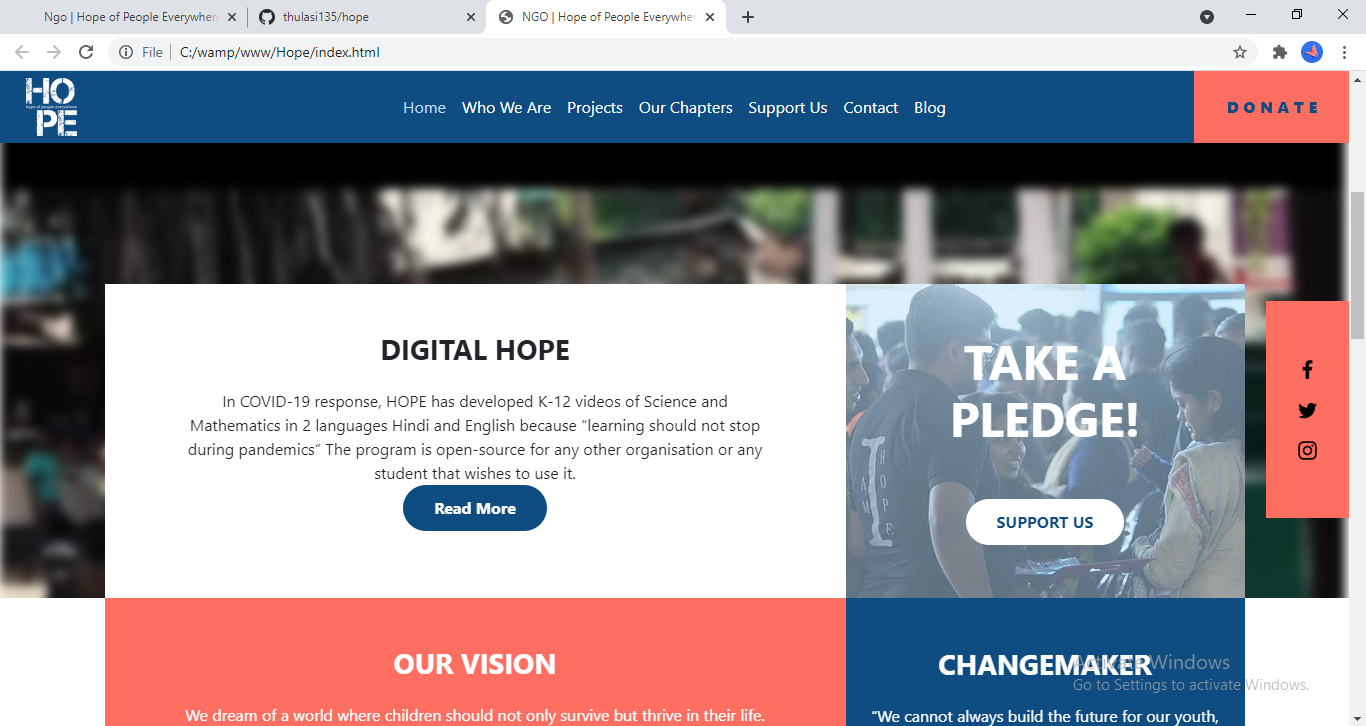 Ngo | Hope of People Everywhere
thulasi135/hope
NGO | Hope of People Everywher
File
C:/wamp/www/Hope/index.html
HO
hope of people everywhere
PE
Home Who We Are Projects Our Chapters Support Us Contact Blog
DONATE
DIGITAL HOPE
In COVID-19 response, HOPE has developed K-12 videos of Science and
Mathematics in 2 languages Hindi and English because “learning should not stop
during pandemics” The program is open-source for any other organisation or any
student that wishes to use it.
Read More
TAKE A
PLEDGE!
I AM HOPE
SUPPORT US
OUR VISION
We dream of a world where children should not only survive but thrive in their life.
CHANGEMAKER
“We cannot always build the future for our youth,
Activate Windows
Go to Settings to activate Windows.